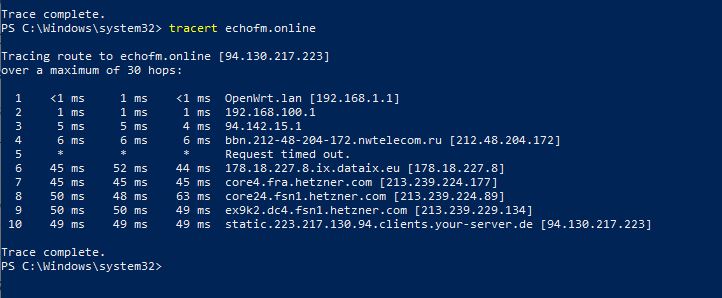 Trace complete.
PS C:\Windows\system32> tracert echofm.online
Tracing route to echofm.online [94.130.217.223]
over a maximum of 30 hops:
1 <1 ms 1 ms <1 ms OpenWrt.lan [192.168.1.1]
2 1 ms 1 ms 1 ms 192.168.100.1
3 5 ms 5 ms 4 ms 94.142.15.1
4 6 ms 6 ms 6 ms bbn.212-48-204-172.nwtelecom.ru [212.48.204.172]
5 * * * Request timed out.
6 45 ms 52 ms 44 ms 178.18.227.8.ix.dataix.eu [178.18.227.8]
7 45 ms 45 ms 45 ms core4.fra.hetzner.com [213.239.224.177]
8 50 ms 48 ms 63 ms core24.fsn1.hetzner.com [213.239.224.89]
9 50 ms 50 ms 49 ms ex9k2.dc4.fsn1.hetzner.com [213.239.229.134]
10 49 ms 49 ms 49 ms static.223.217.130.94.clients.your-server.de [94.130.217.223]
Trace complete.
PS C:\Windows\system32>